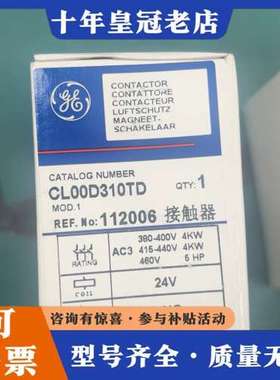 十年皇冠老店
GE
CONTACTOR
CONTATTORE
CONTACTEUR
LUFTSCHUTZ
MAGNEET-
SCHAKELAAR
CATALOG NUMBER
CL00D310TD QTY: 1
MOD.1
REF. No: 112006 接触器
380-400V 4KW
AC3 415-440V 4KW
460V 5 HP
RATING
24V
COIL
咨询有惊喜·参与补贴活动
型号齐全·质量无忧